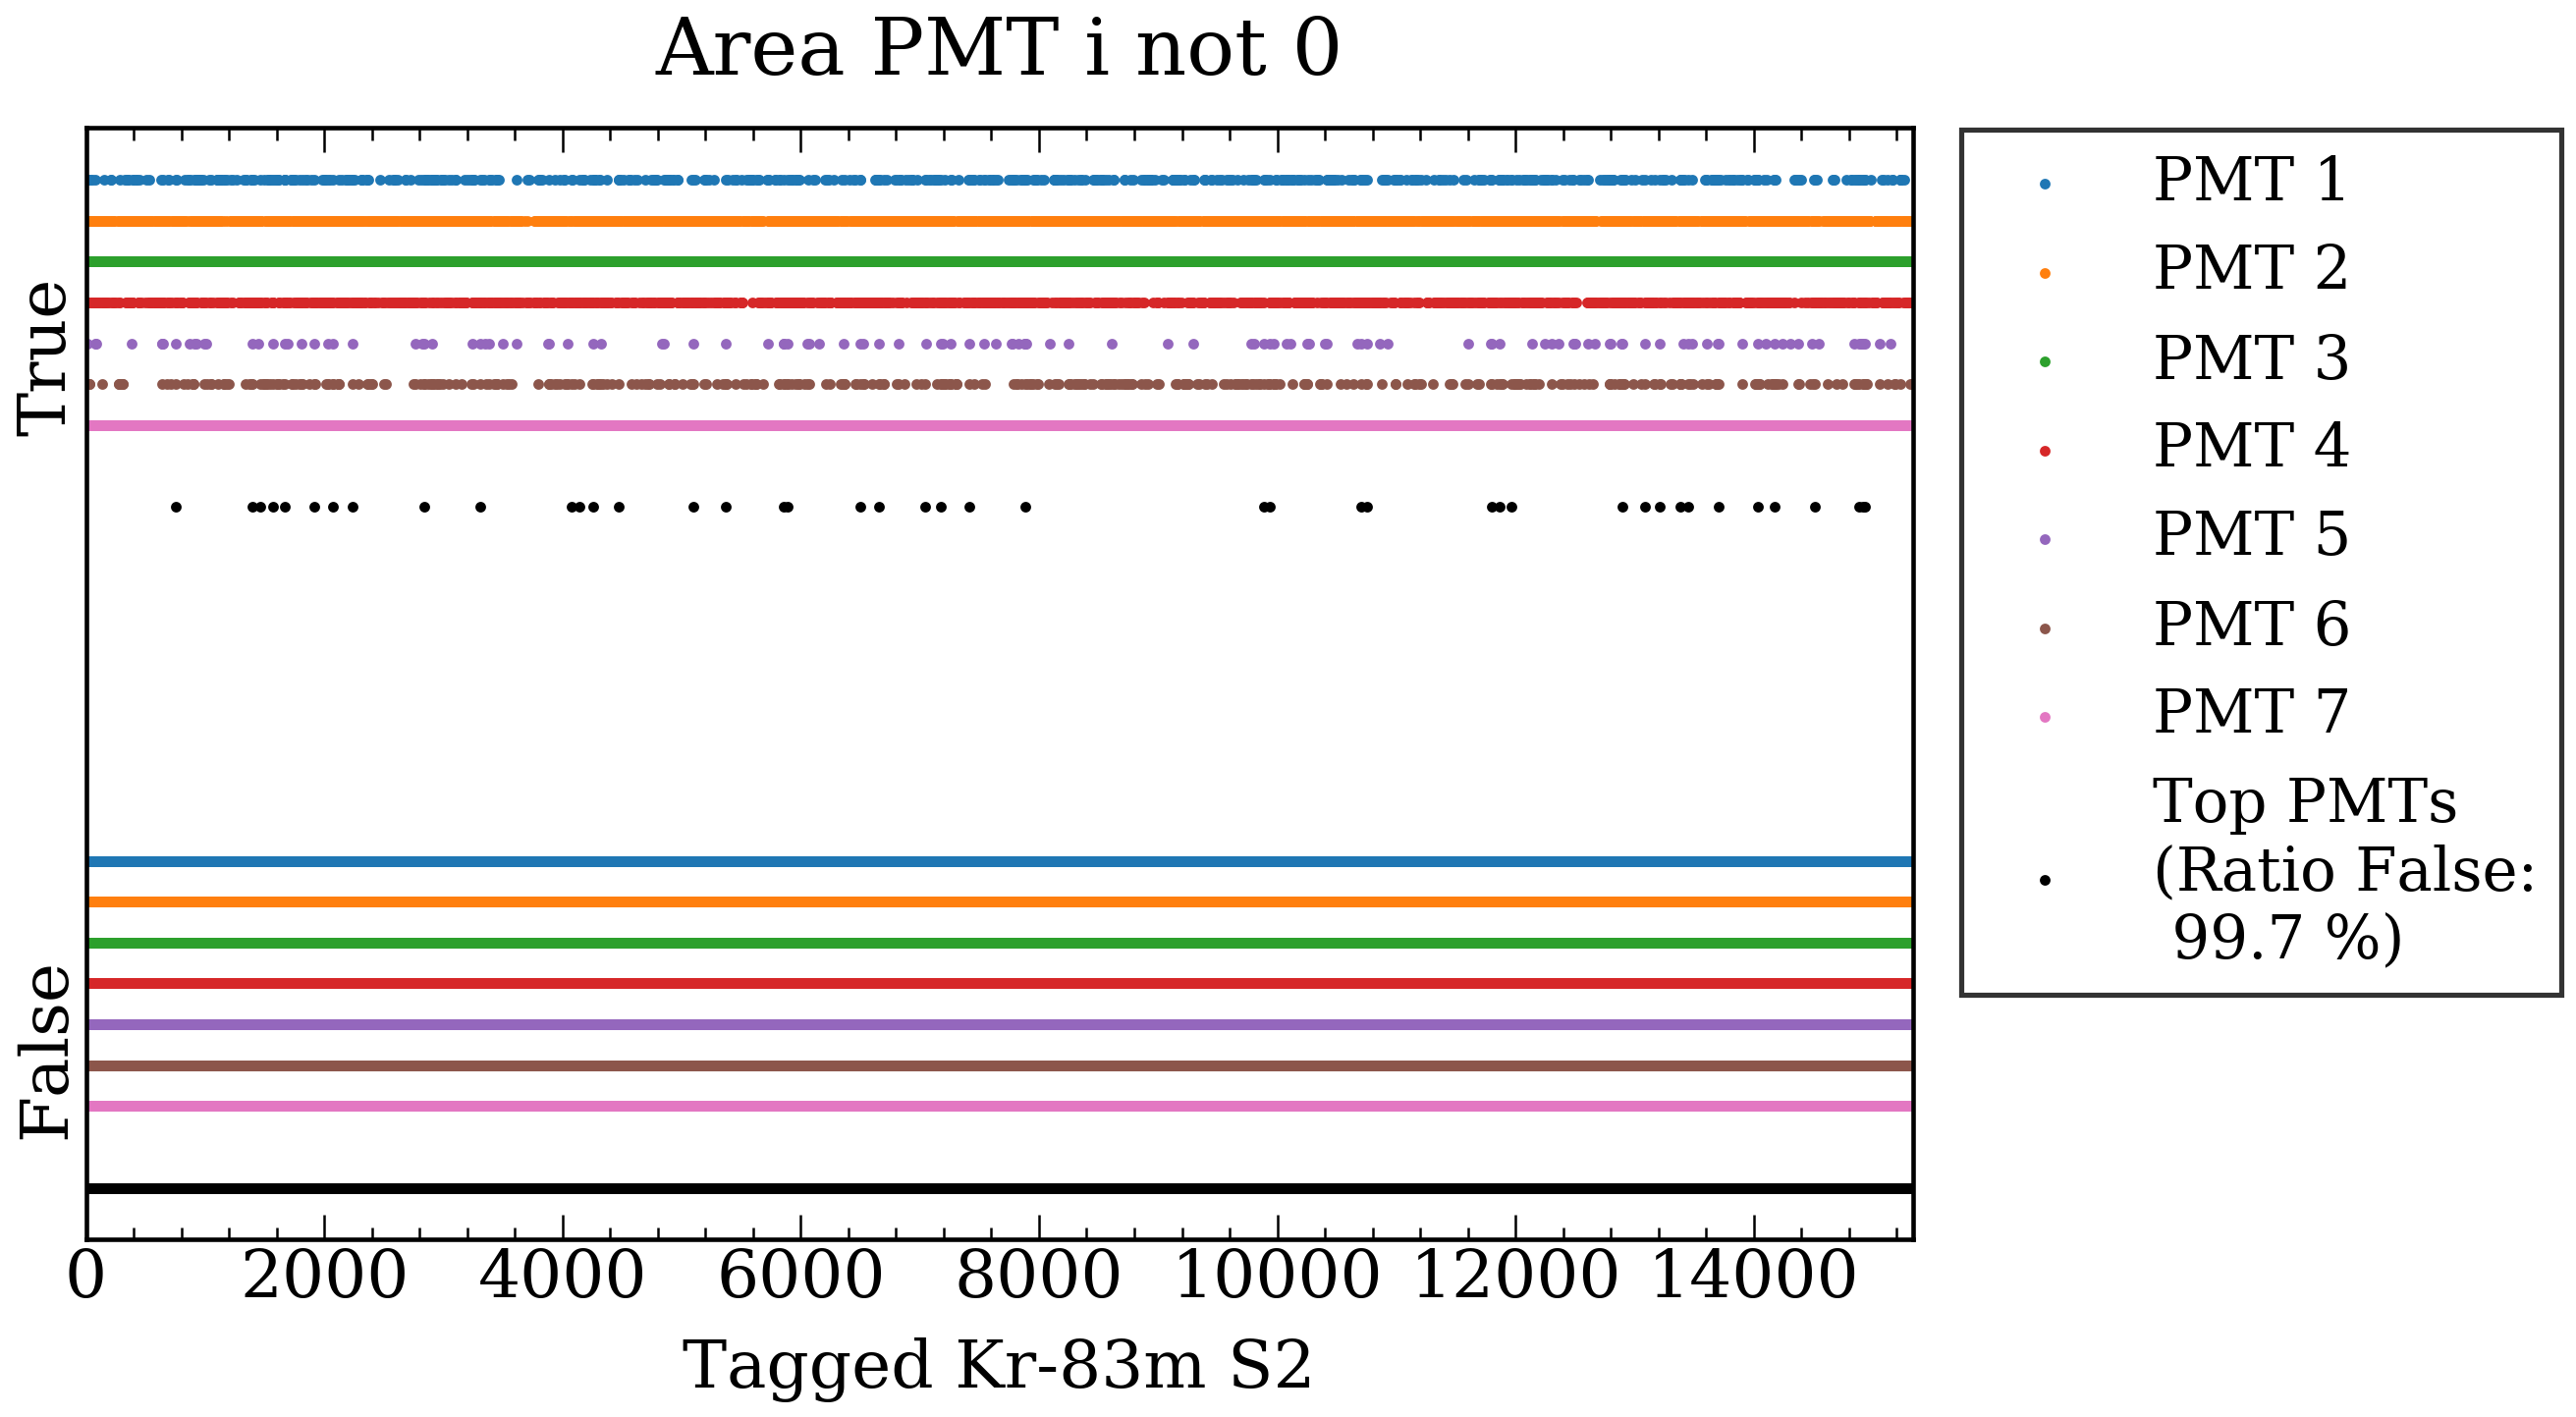 Area PMT i not 0
True
False
0 2000 4000 6000 8000 10000 12000 14000
Tagged Kr-83m S2
PMT 1
PMT 2
PMT 3
PMT 4
PMT 5
PMT 6
PMT 7
Top PMTs
(Ratio False:
99.7 %)